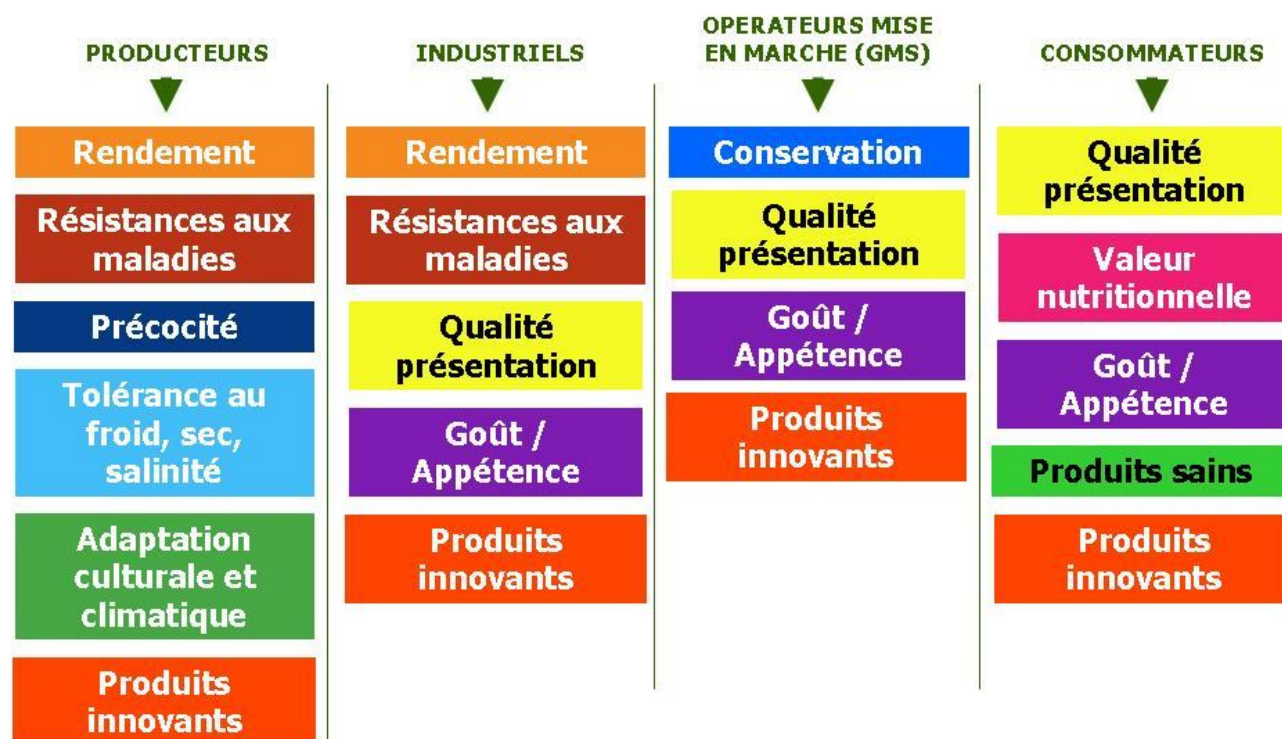 PRODUCTEURS
Rendement
Résistances aux
maladies
Précocité
Tolérance au
froid, sec,
salinité
Adaptation
culturale et
climatique
Produits
innovants
INDUSTRIELS
Rendement
Résistances aux
maladies
Qualité
présentation
Goût /
Appétence
Produits
innovants
OPERATEURS MISE
EN MARCHE (GMS)
Conservation
Qualité
présentation
Goût /
Appétence
Produits
innovants
CONSOMMATEURS
Qualité
présentation
Valeur
nutritionnelle
Goût /
Appétence
Produits sains
Produits
innovants